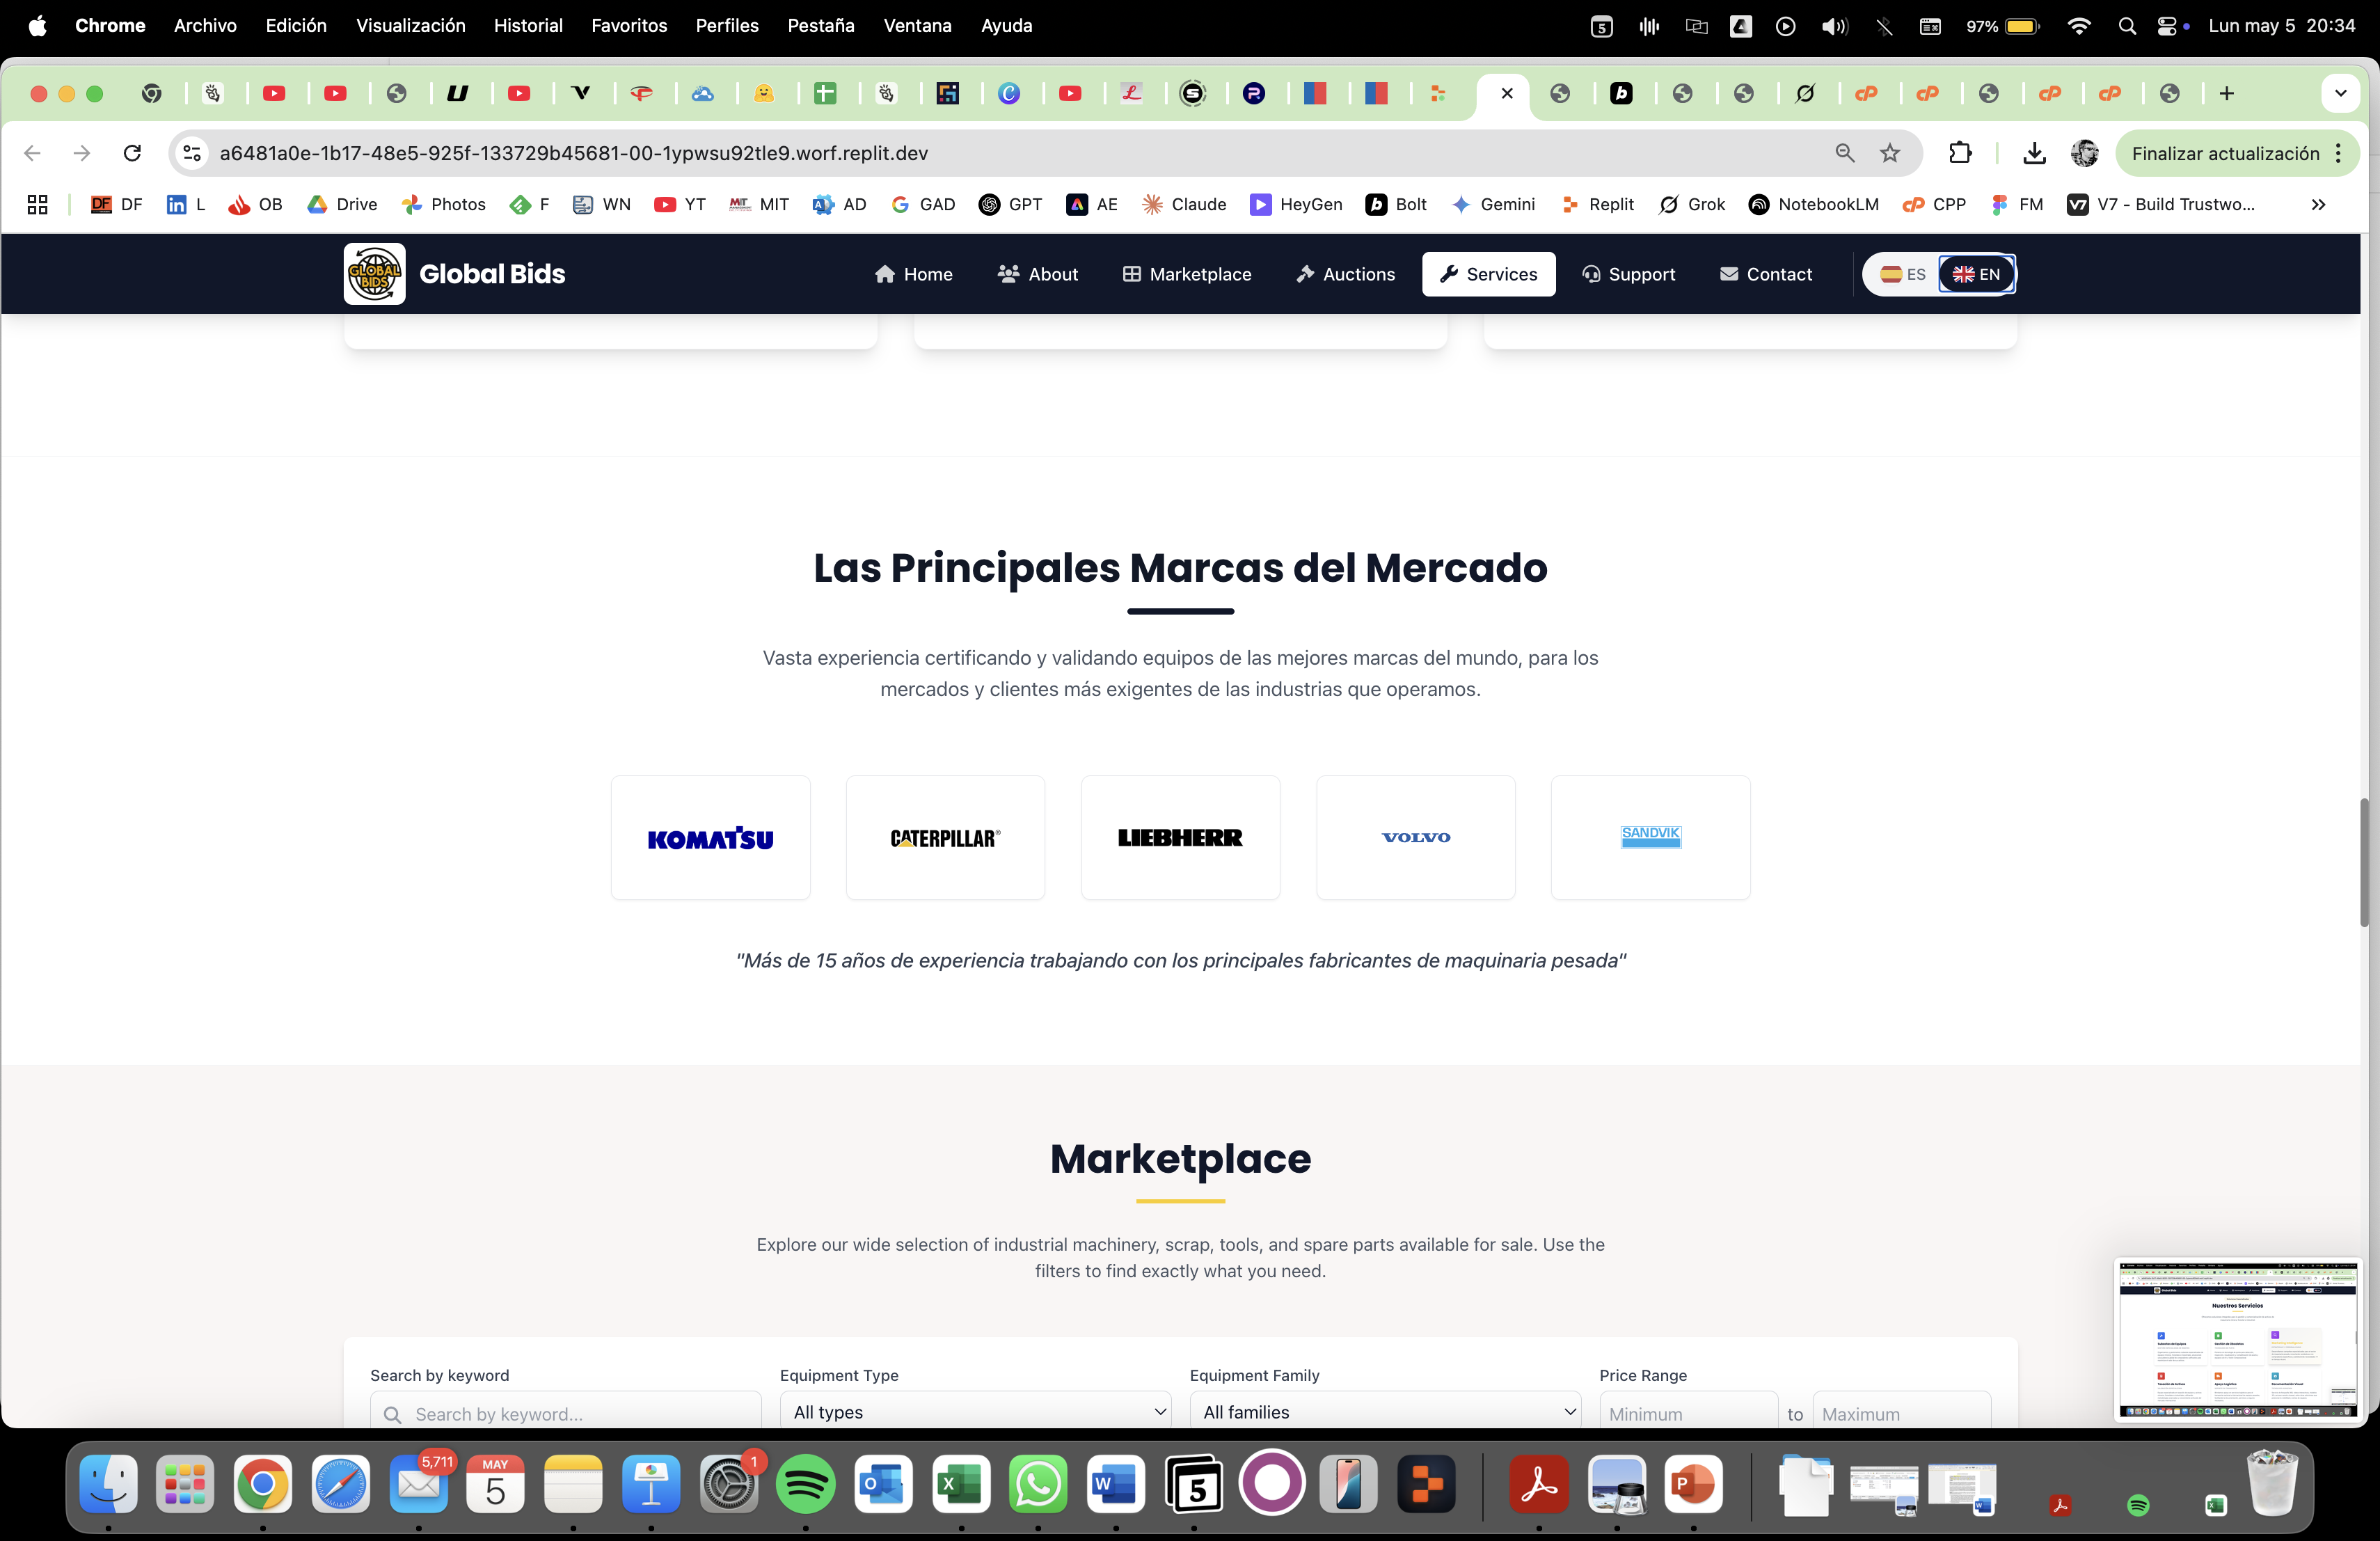 Chrome Archivo Edición Visualización Historial Favoritos Perfiles Pestaña Ventana Ayuda 5 97% Lun may 5 20:34
a6481a0e-1b17-48e5-925f-133729b45681-00-1ypwsu92tle9.worf.replit.dev Finalizar actualización
DF L OB Drive Photos F WN YT MIT AD GAD GPT AE Claude HeyGen Bolt Gemini Replit Grok NotebookLM CPP FM V7 - Build Trustwo...
GLOBAL BIDS Global Bids Home About Marketplace Auctions Services Support Contact ES EN
Las Principales Marcas del Mercado
Vasta experiencia certificando y validando equipos de las mejores marcas del mundo, para los
mercados y clientes más exigentes de las industrias que operamos.
KOMATSU CATERPILLAR® LIEBHERR VOLVO SANDVIK
"Más de 15 años de experiencia trabajando con los principales fabricantes de maquinaria pesada"
Marketplace
Explore our wide selection of industrial machinery, scrap, tools, and spare parts available for sale. Use the
filters to find exactly what you need.
Search by keyword Equipment Type Equipment Family Price Range
Search by keyword... All types All families Minimum to Maximum
Nuestros Servicios
5,711 MAY 5 1 5